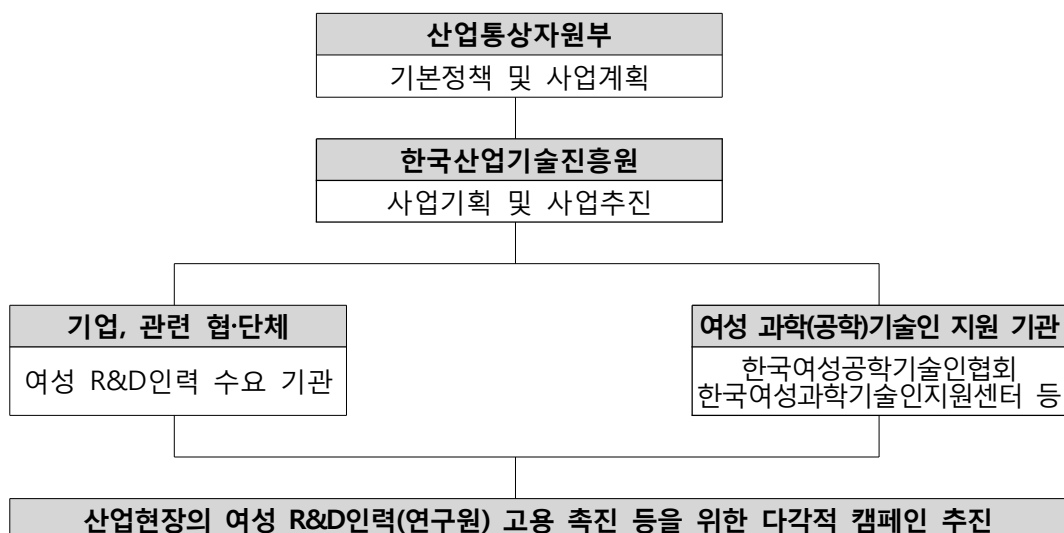 산업통상자원부
기본정책 및 사업계획
한국산업기술진흥원
사업기획 및 사업추진
기업, 관련 협·단체
여성 R&D인력 수요 기관
여성 과학(공학)기술인 지원 기관
한국여성공학기술인협회
한국여성과학기술인지원센터 등
산업현장의 여성 R&D인력(연구원) 고용 촉진 등을 위한 다각적 캠페인 추진